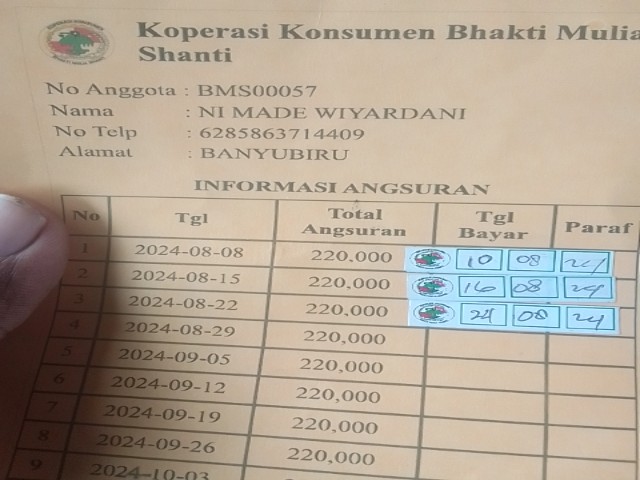 Koperasi Konsumen Bhakti Mulia
Shanti
No Anggota : BMS00057
Nama : NI MADE WIYARDANI
No Telp : 6285863714409
Alamat : BANYUBIRU
INFORMASI ANGSURAN
No Tgl Total Angsuran Tgl Bayar Paraf
1 2024-08-08 220,000 10 08 24
2 2024-08-15 220,000 16 08 24
3 2024-08-22 220,000 24 08 24
4 2024-08-29 220,000
5 2024-09-05 220,000
6 2024-09-12 220,000
7 2024-09-19 220,000
8 2024-09-26 220,000
9 2024-10-03